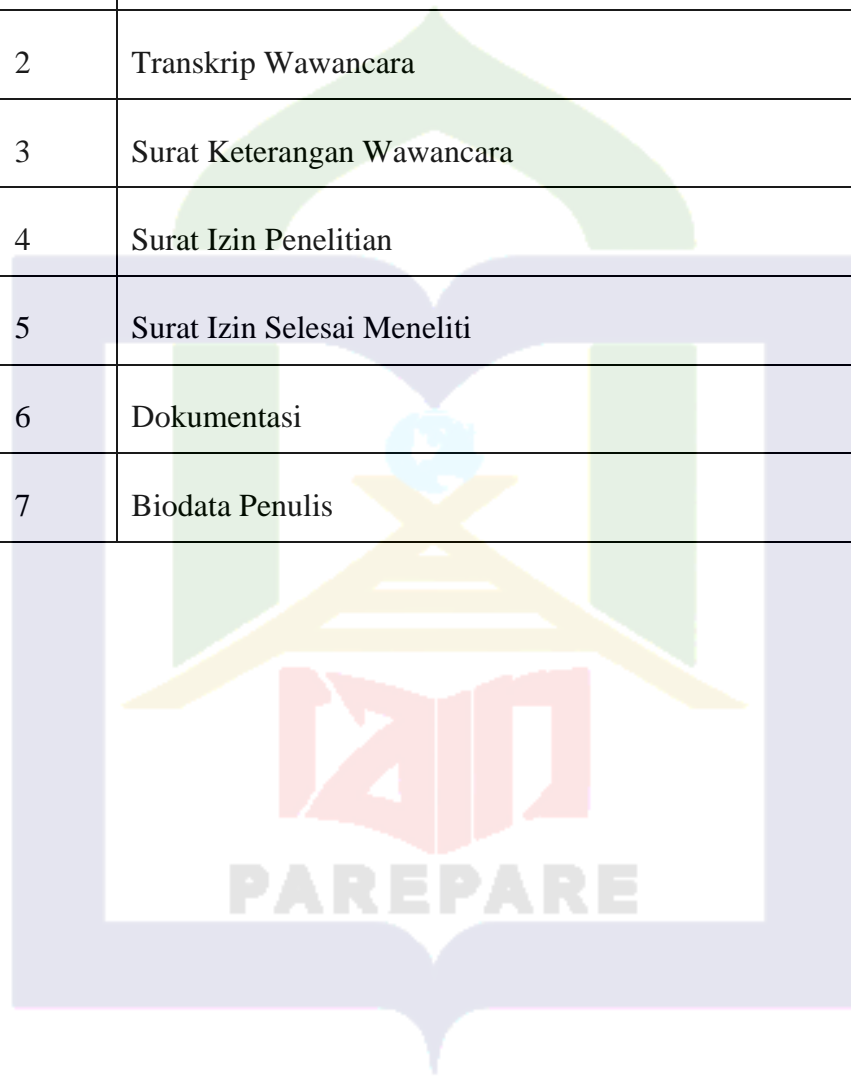 2 Transkrip Wawancara
3 Surat Keterangan Wawancara
4 Surat Izin Penelitian
5 Surat Izin Selesai Meneliti
6 Dokumentasi
7 Biodata Penulis
iain
PAREPARE